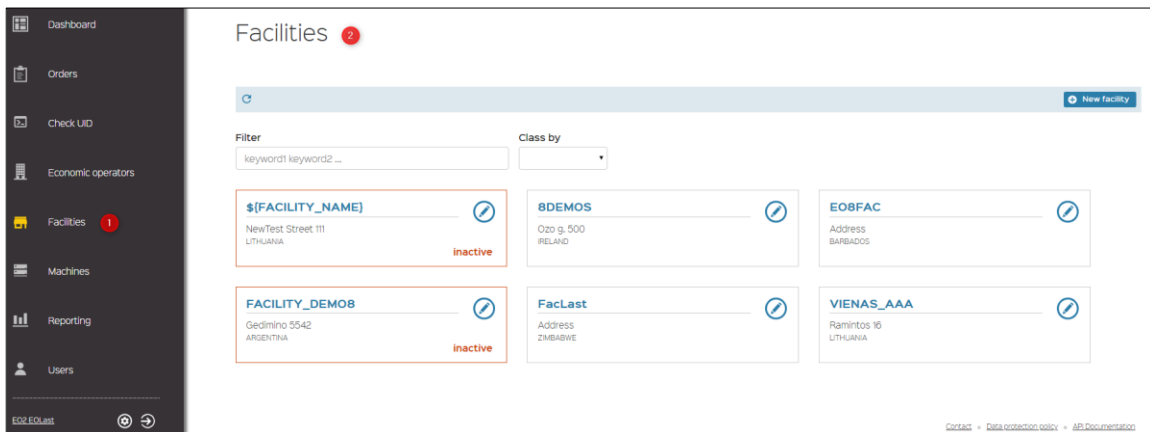 Dashboard
Orders
Check UID
Economic operators
Facilities 1
Machines
Reporting
Users
EO2 EOLast
Facilities 2
New facility
Filter
keyword1 keyword2 ...
Class by
${FACILITY_NAME}
NewTest Street 111
LITHUANIA
inactive
8DEMOS
Ozo g. 500
IRELAND
EO8FAC
Address
BARBADOS
FACILITY_DEMO8
Gedimino 5542
ARGENTINA
inactive
FacLast
Address
ZIMBABWE
VIENAS_AAA
Ramintos 16
LITHUANIA
Contact • Data protection policy • API Documentation